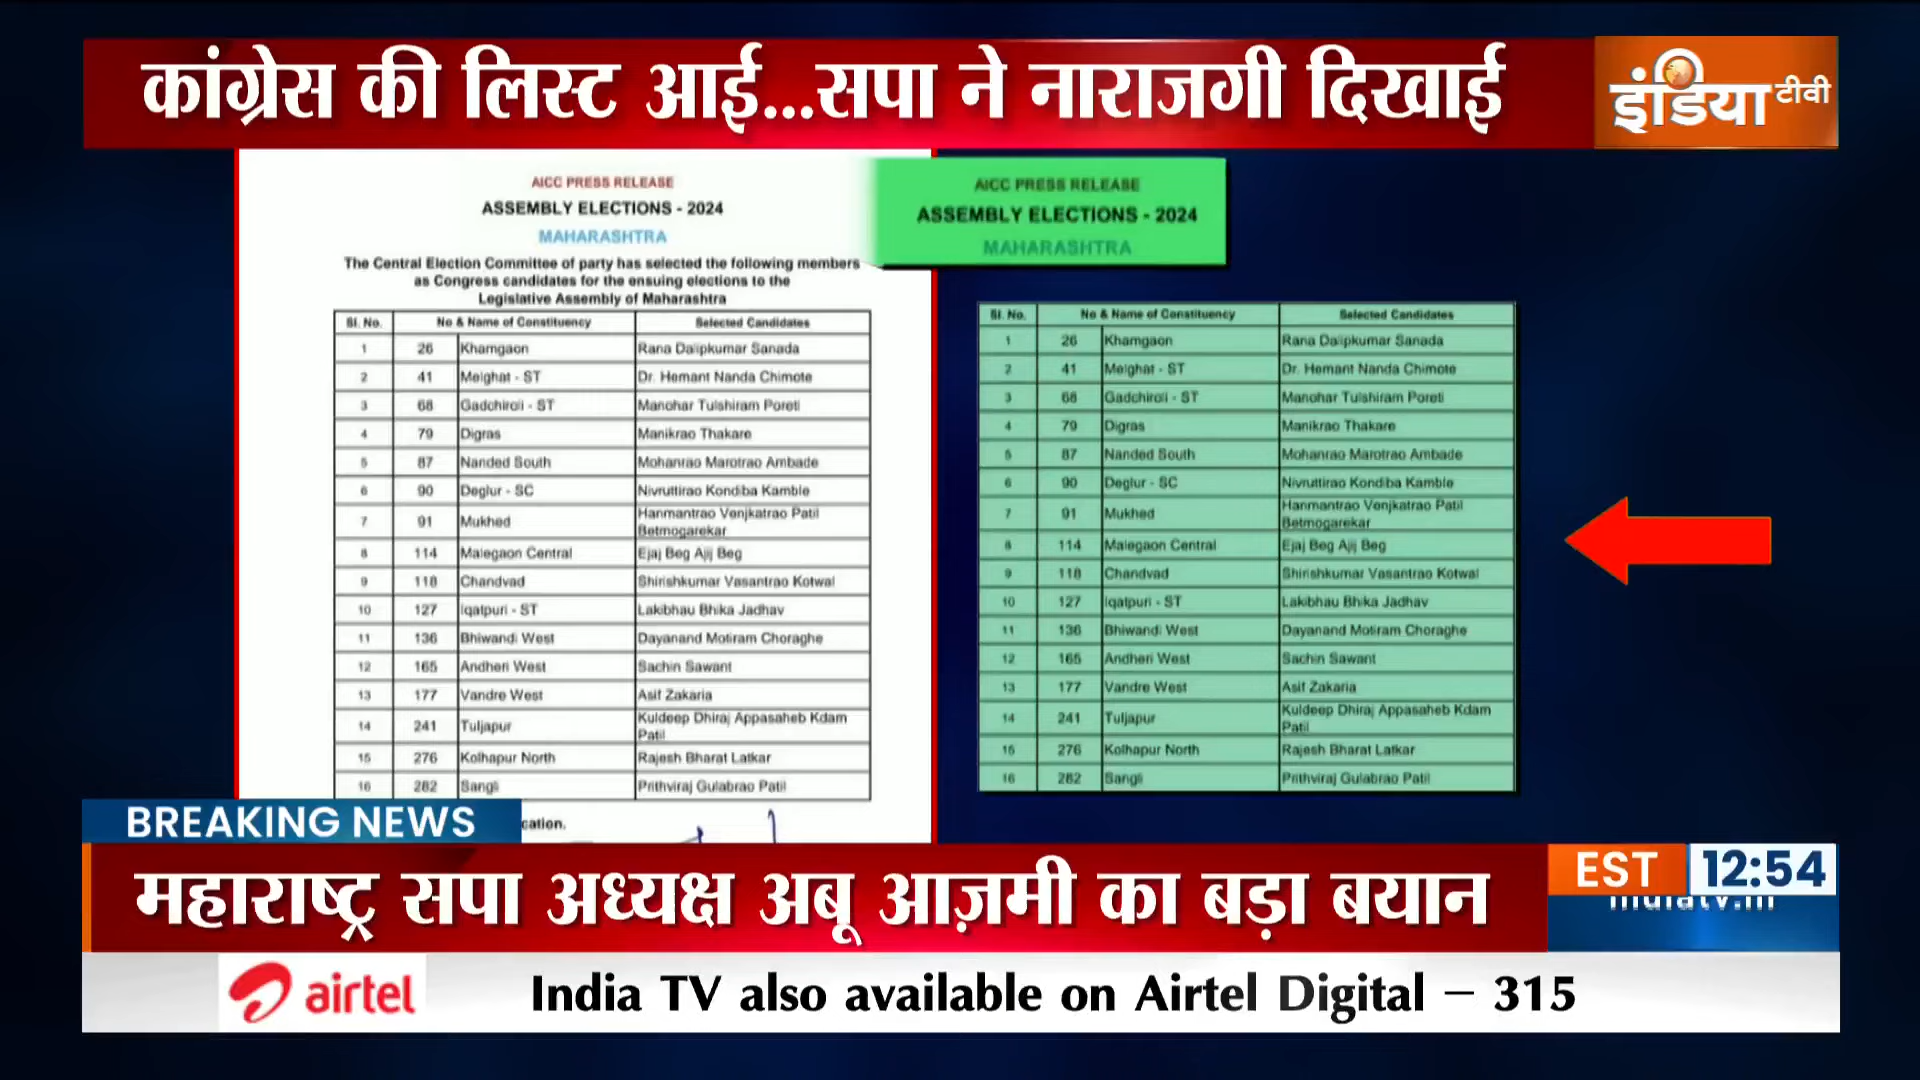 कांग्रेस की लिस्ट आई...सपा ने नाराजगी दिखाई
इंडिया टीवी
AICC PRESS RELEASE
ASSEMBLY ELECTIONS - 2024
MAHARASHTRA
The Central Election Committee of party has selected the following members
as Congress candidates for the ensuing elections to the
Legislative Assembly of Maharashtra
Sl. No. No & Name of Constituency Selected Candidates
1 26 Khamgaon Rana Dalipkumar Sanada
2 41 Melghat - ST Dr. Hemant Nanda Chimote
3 68 Gadchiroli - ST Manohar Tulshiram Poreti
4 79 Digras Manikrao Thakare
5 87 Nanded South Mohanrao Marotrao Ambade
6 90 Deglur - SC Nivruttirao Kondiba Kamble
7 91 Mukhed Hanmantrao Venjkatrao Patil
Betmogarekar
8 114 Malegaon Central Ejaj Beg Ajij Beg
9 118 Chandvad Shirishkumar Vasantrao Kotwal
10 127 Iqatpuri - ST Lakibhau Bhika Jadhav
11 136 Bhiwandi West Dayanand Motiram Choraghe
12 165 Andheri West Sachin Sawant
13 177 Vandre West Asif Zakaria
14 241 Tuljapur Kuldeep Dhiraj Appasaheb Kdam
Patil
15 276 Kolhapur North Rajesh Bharat Latkar
16 282 Sangli Prithviraj Gulabrao Patil
cation.
AICC PRESS RELEASE
ASSEMBLY ELECTIONS - 2024
MAHARASHTRA
Sl. No. No & Name of Constituency Selected Candidates
1 26 Khamgaon Rana Dalipkumar Sanada
2 41 Melghat - ST Dr. Hemant Nanda Chimote
3 68 Gadchiroli - ST Manohar Tulshiram Poreti
4 79 Digras Manikrao Thakare
5 87 Nanded South Mohanrao Marotrao Ambade
6 90 Deglur - SC Nivruttirao Kondiba Kamble
7 91 Mukhed Hanmantrao Venjkatrao Patil
Betmogarekar
8 114 Malegaon Central Ejaj Beg Ajij Beg
9 118 Chandvad Shirishkumar Vasantrao Kotwal
10 127 Iqatpuri - ST Lakibhau Bhika Jadhav
11 136 Bhiwandi West Dayanand Motiram Choraghe
12 165 Andheri West Sachin Sawant
13 177 Vandre West Asif Zakaria
14 241 Tuljapur Kuldeep Dhiraj Appasaheb Kdam
Patil
15 276 Kolhapur North Rajesh Bharat Latkar
16 282 Sangli Prithviraj Gulabrao Patil
BREAKING NEWS
महाराष्ट्र सपा अध्यक्ष अबू आज़मी का बड़ा बयान
EST 12:54
airtel
India TV also available on Airtel Digital – 315